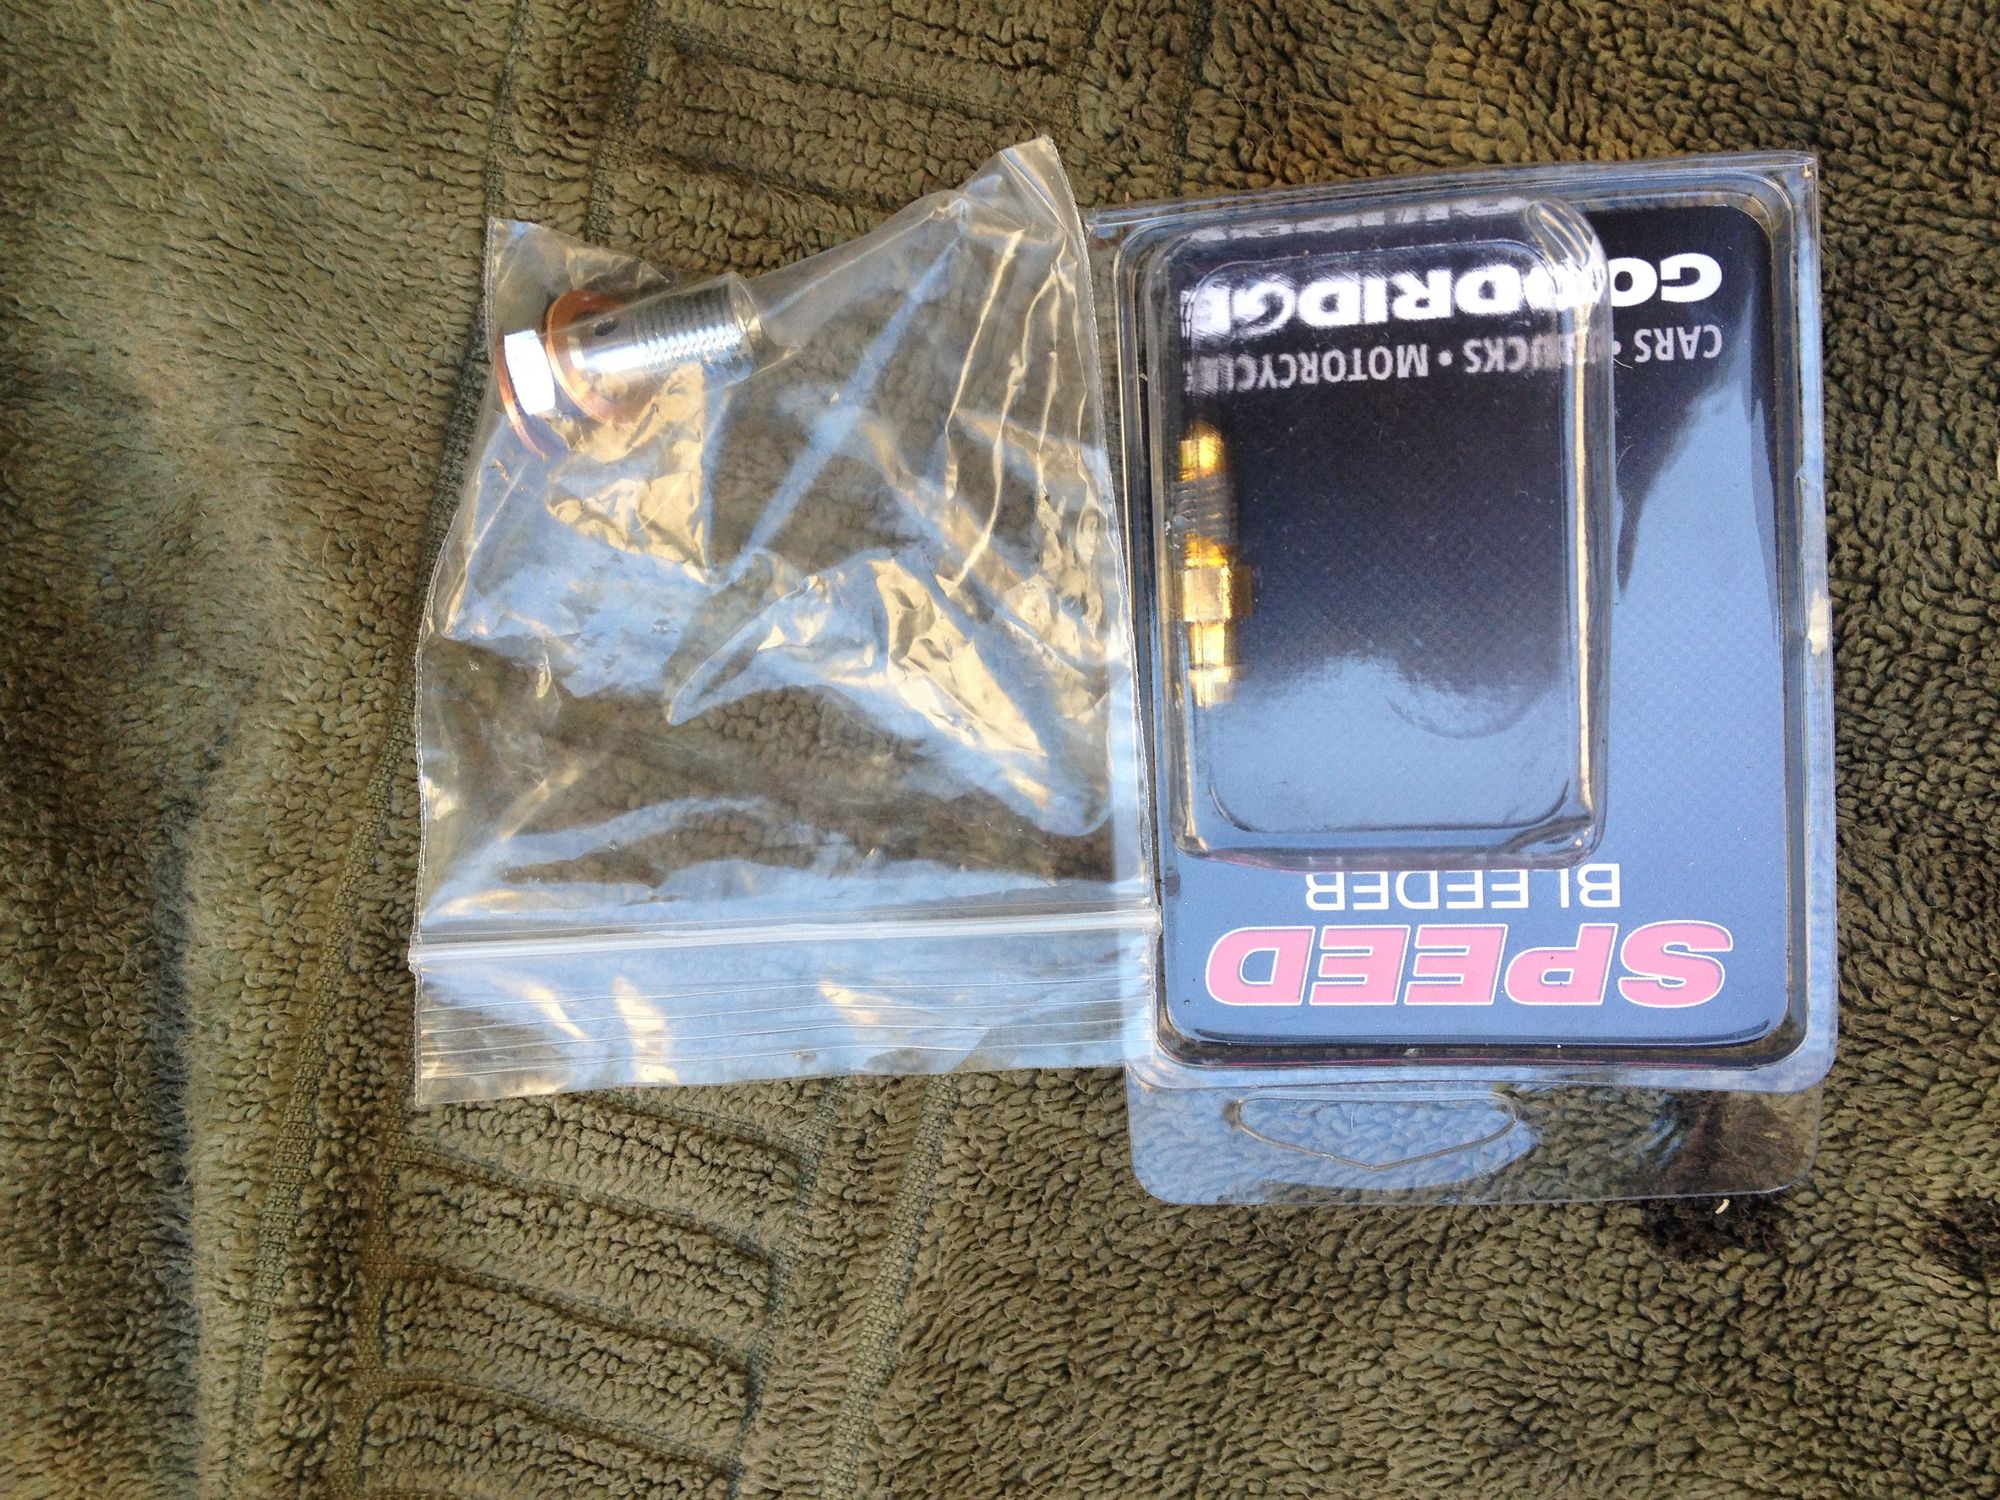 SPEED
BLEEDER
CARS • TRUCKS • MOTORCYCLES
GOODRIDGE